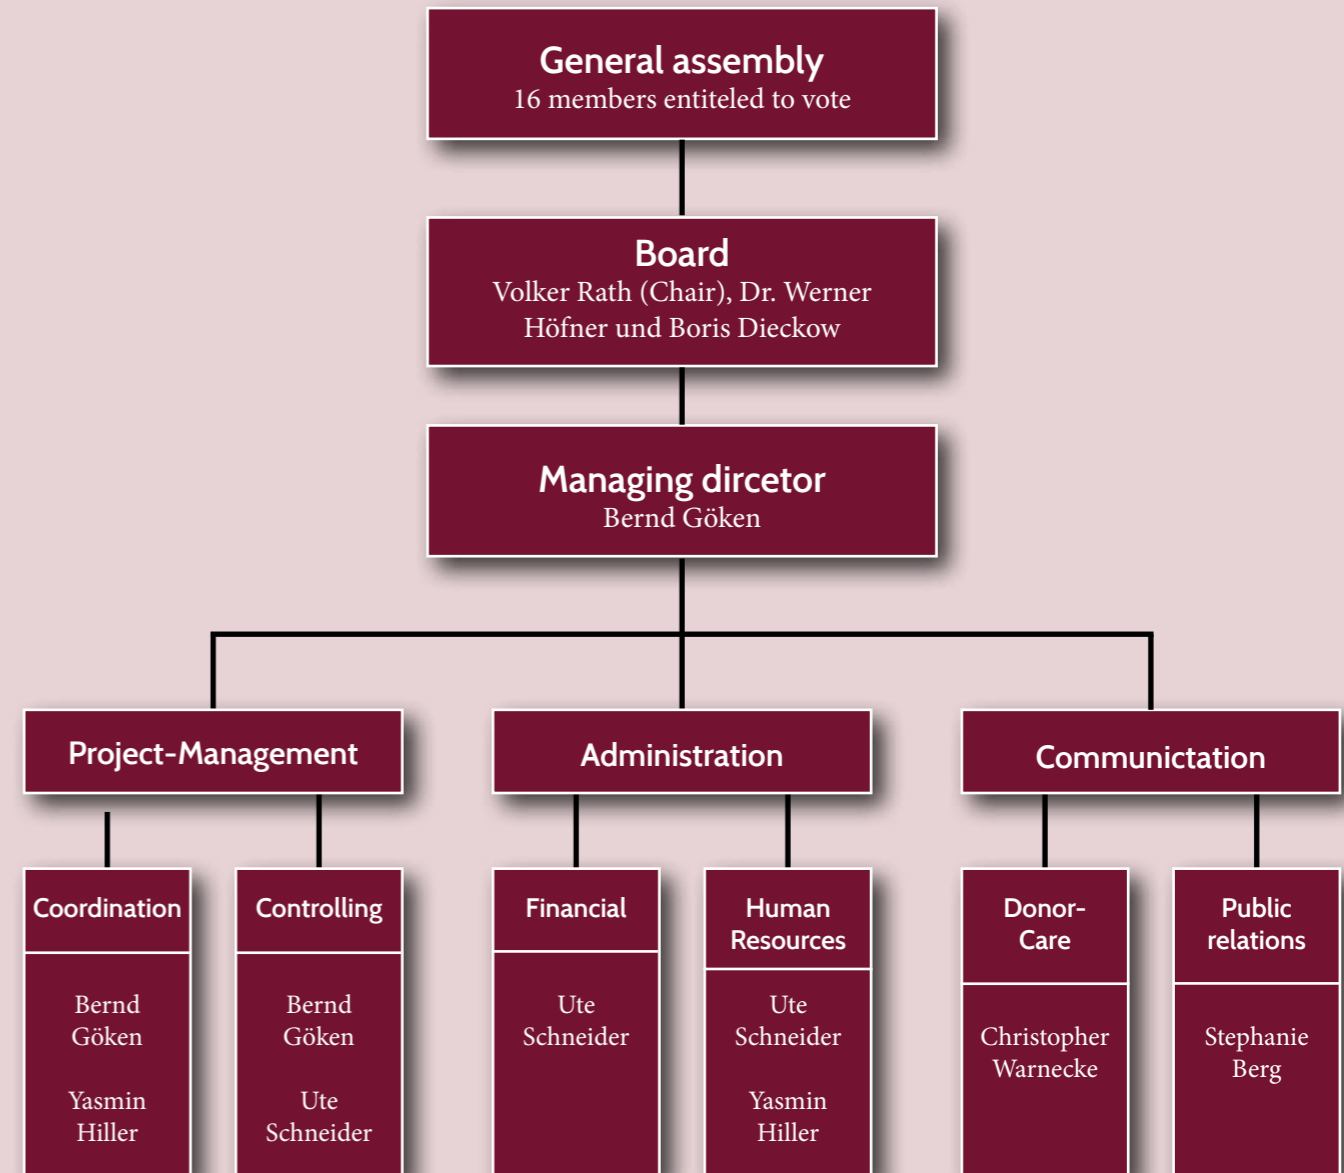 General assembly
16 members entiteled to vote
Board
Volker Rath (Chair), Dr. Werner
Höfner und Boris Dieckow
Managing dircetor
Bernd Göken
Project-Management
Administration
Communictation
Coordination
Bernd
Göken
Yasmin
Hiller
Controlling
Bernd
Göken
Ute
Schneider
Financial
Ute
Schneider
Human
Resources
Ute
Schneider
Yasmin
Hiller
Donor-
Care
Christopher
Warnecke
Public
relations
Stephanie
Berg